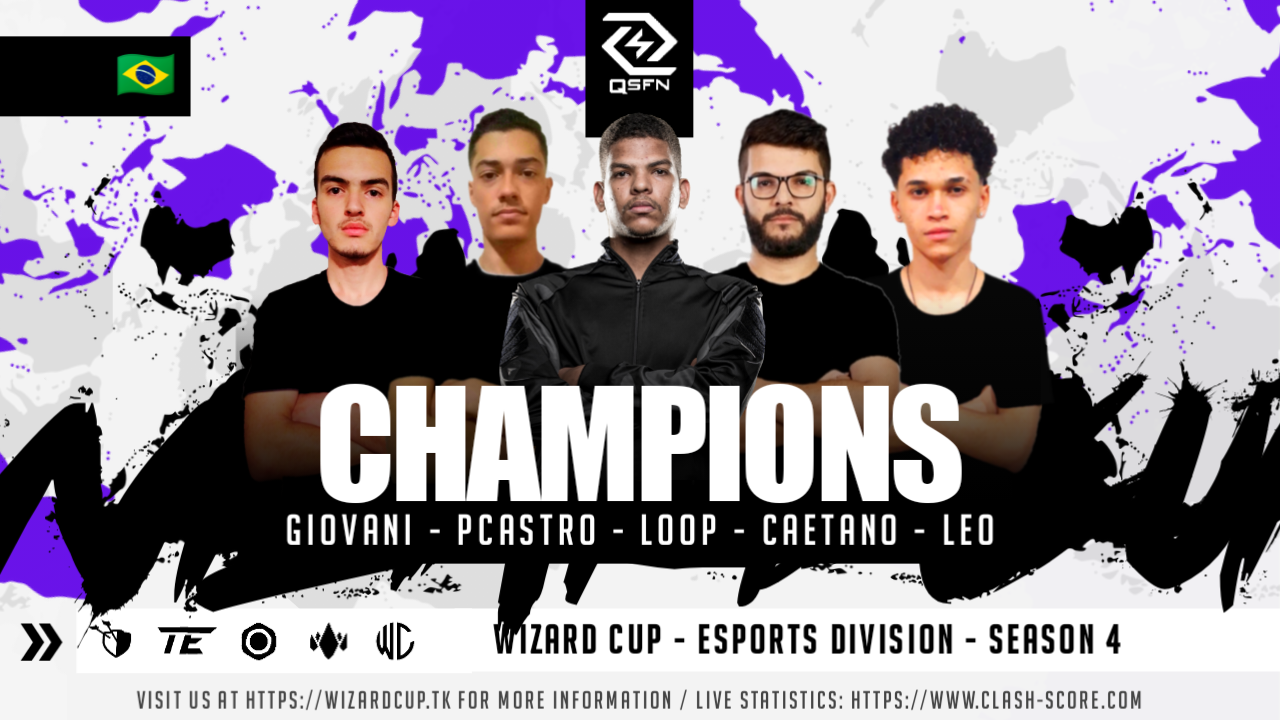 QSFN
CHAMPIONS
GIOVANI - PCASTRO - LOOP - CAETANO - LEO
TE
WC
WIZARD CUP - ESPORTS DIVISION - SEASON 4
VISIT US AT HTTPS://WIZARDCUP.TK FOR MORE INFORMATION / LIVE STATISTICS: HTTPS://WWW.CLASH-SCORE.COM